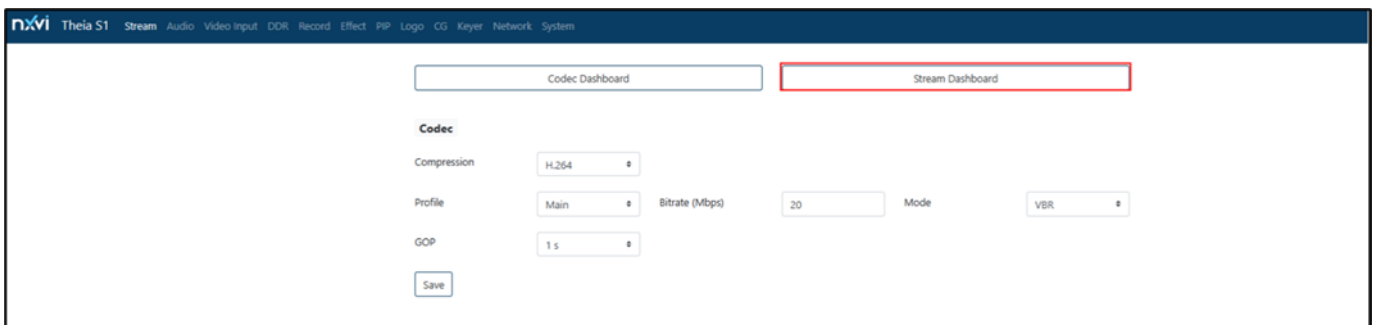 nxvi Theia S1 Stream Audio Video Input DDR Record Effect PIP Logo CG Keyer Network System
Codec Dashboard Stream Dashboard
Codec
Compression H.264
Profile Main Bitrate (Mbps) 20 Mode VBR
GOP 1 s
Save